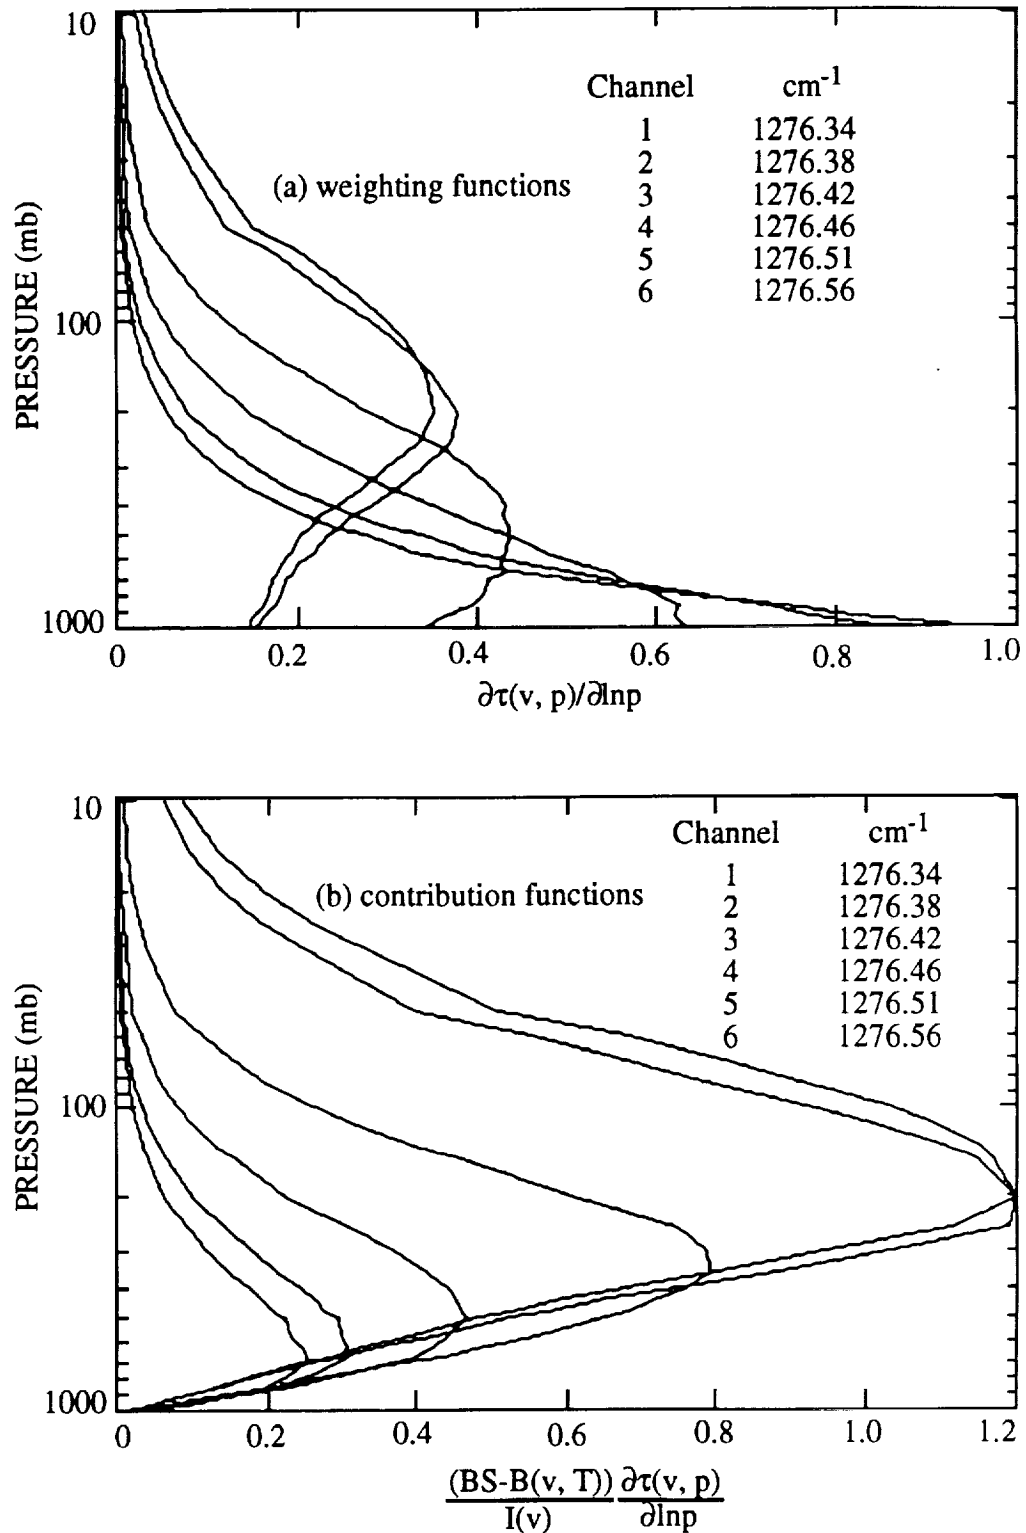 10
100
1000
PRESSURE (mb)
Channel cm-1
1 1276.34
2 1276.38
3 1276.42
4 1276.46
5 1276.51
6 1276.56
(a) weighting functions
0 0.2 0.4 0.6 0.8 1.0
∂τ(ν, p)/∂lnp
10
100
1000
PRESSURE (mb)
Channel cm-1
1 1276.34
2 1276.38
3 1276.42
4 1276.46
5 1276.51
6 1276.56
(b) contribution functions
0 0.2 0.4 0.6 0.8 1.0 1.2
(BS-B(ν, T)) ∂τ(ν, p)
I(ν) ∂lnp